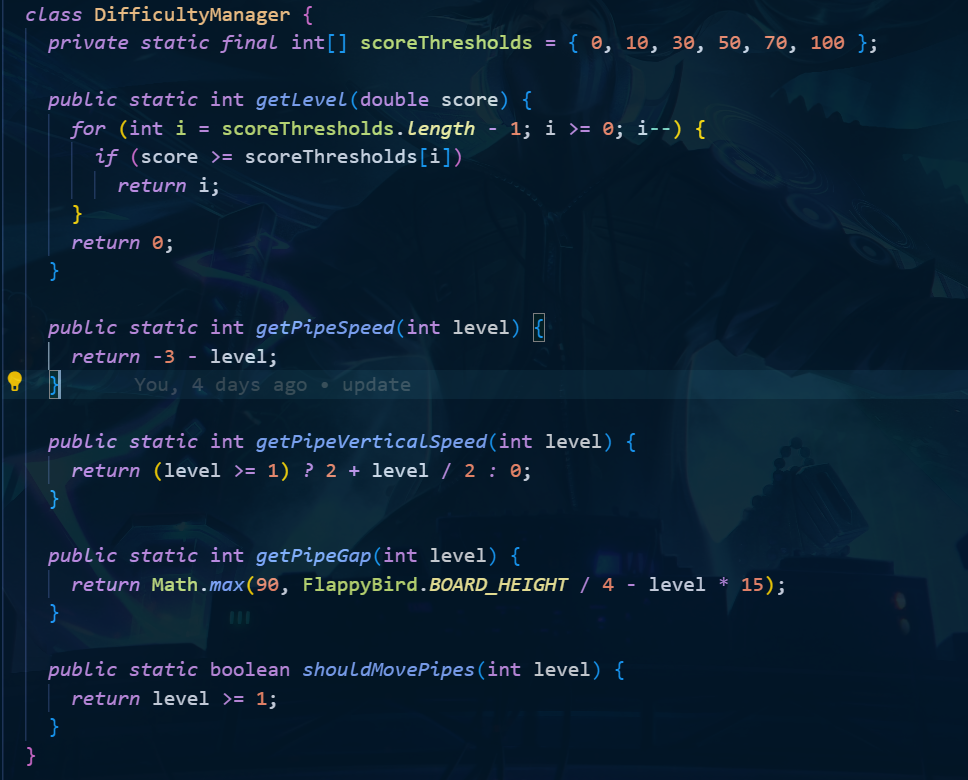 class DifficultyManager {
private static final int[] scoreThresholds = { 0, 10, 30, 50, 70, 100 };
public static int getLevel(double score) {
for (int i = scoreThresholds.length - 1; i >= 0; i--) {
if (score >= scoreThresholds[i])
return i;
}
return 0;
}
public static int getPipeSpeed(int level) {
return -3 - level;
} You, 4 days ago • update
public static int getPipeVerticalSpeed(int level) {
return (level >= 1) ? 2 + level / 2 : 0;
}
public static int getPipeGap(int level) {
return Math.max(90, FlappyBird.BOARD_HEIGHT / 4 - level * 15);
}
public static boolean shouldMovePipes(int level) {
return level >= 1;
}
}